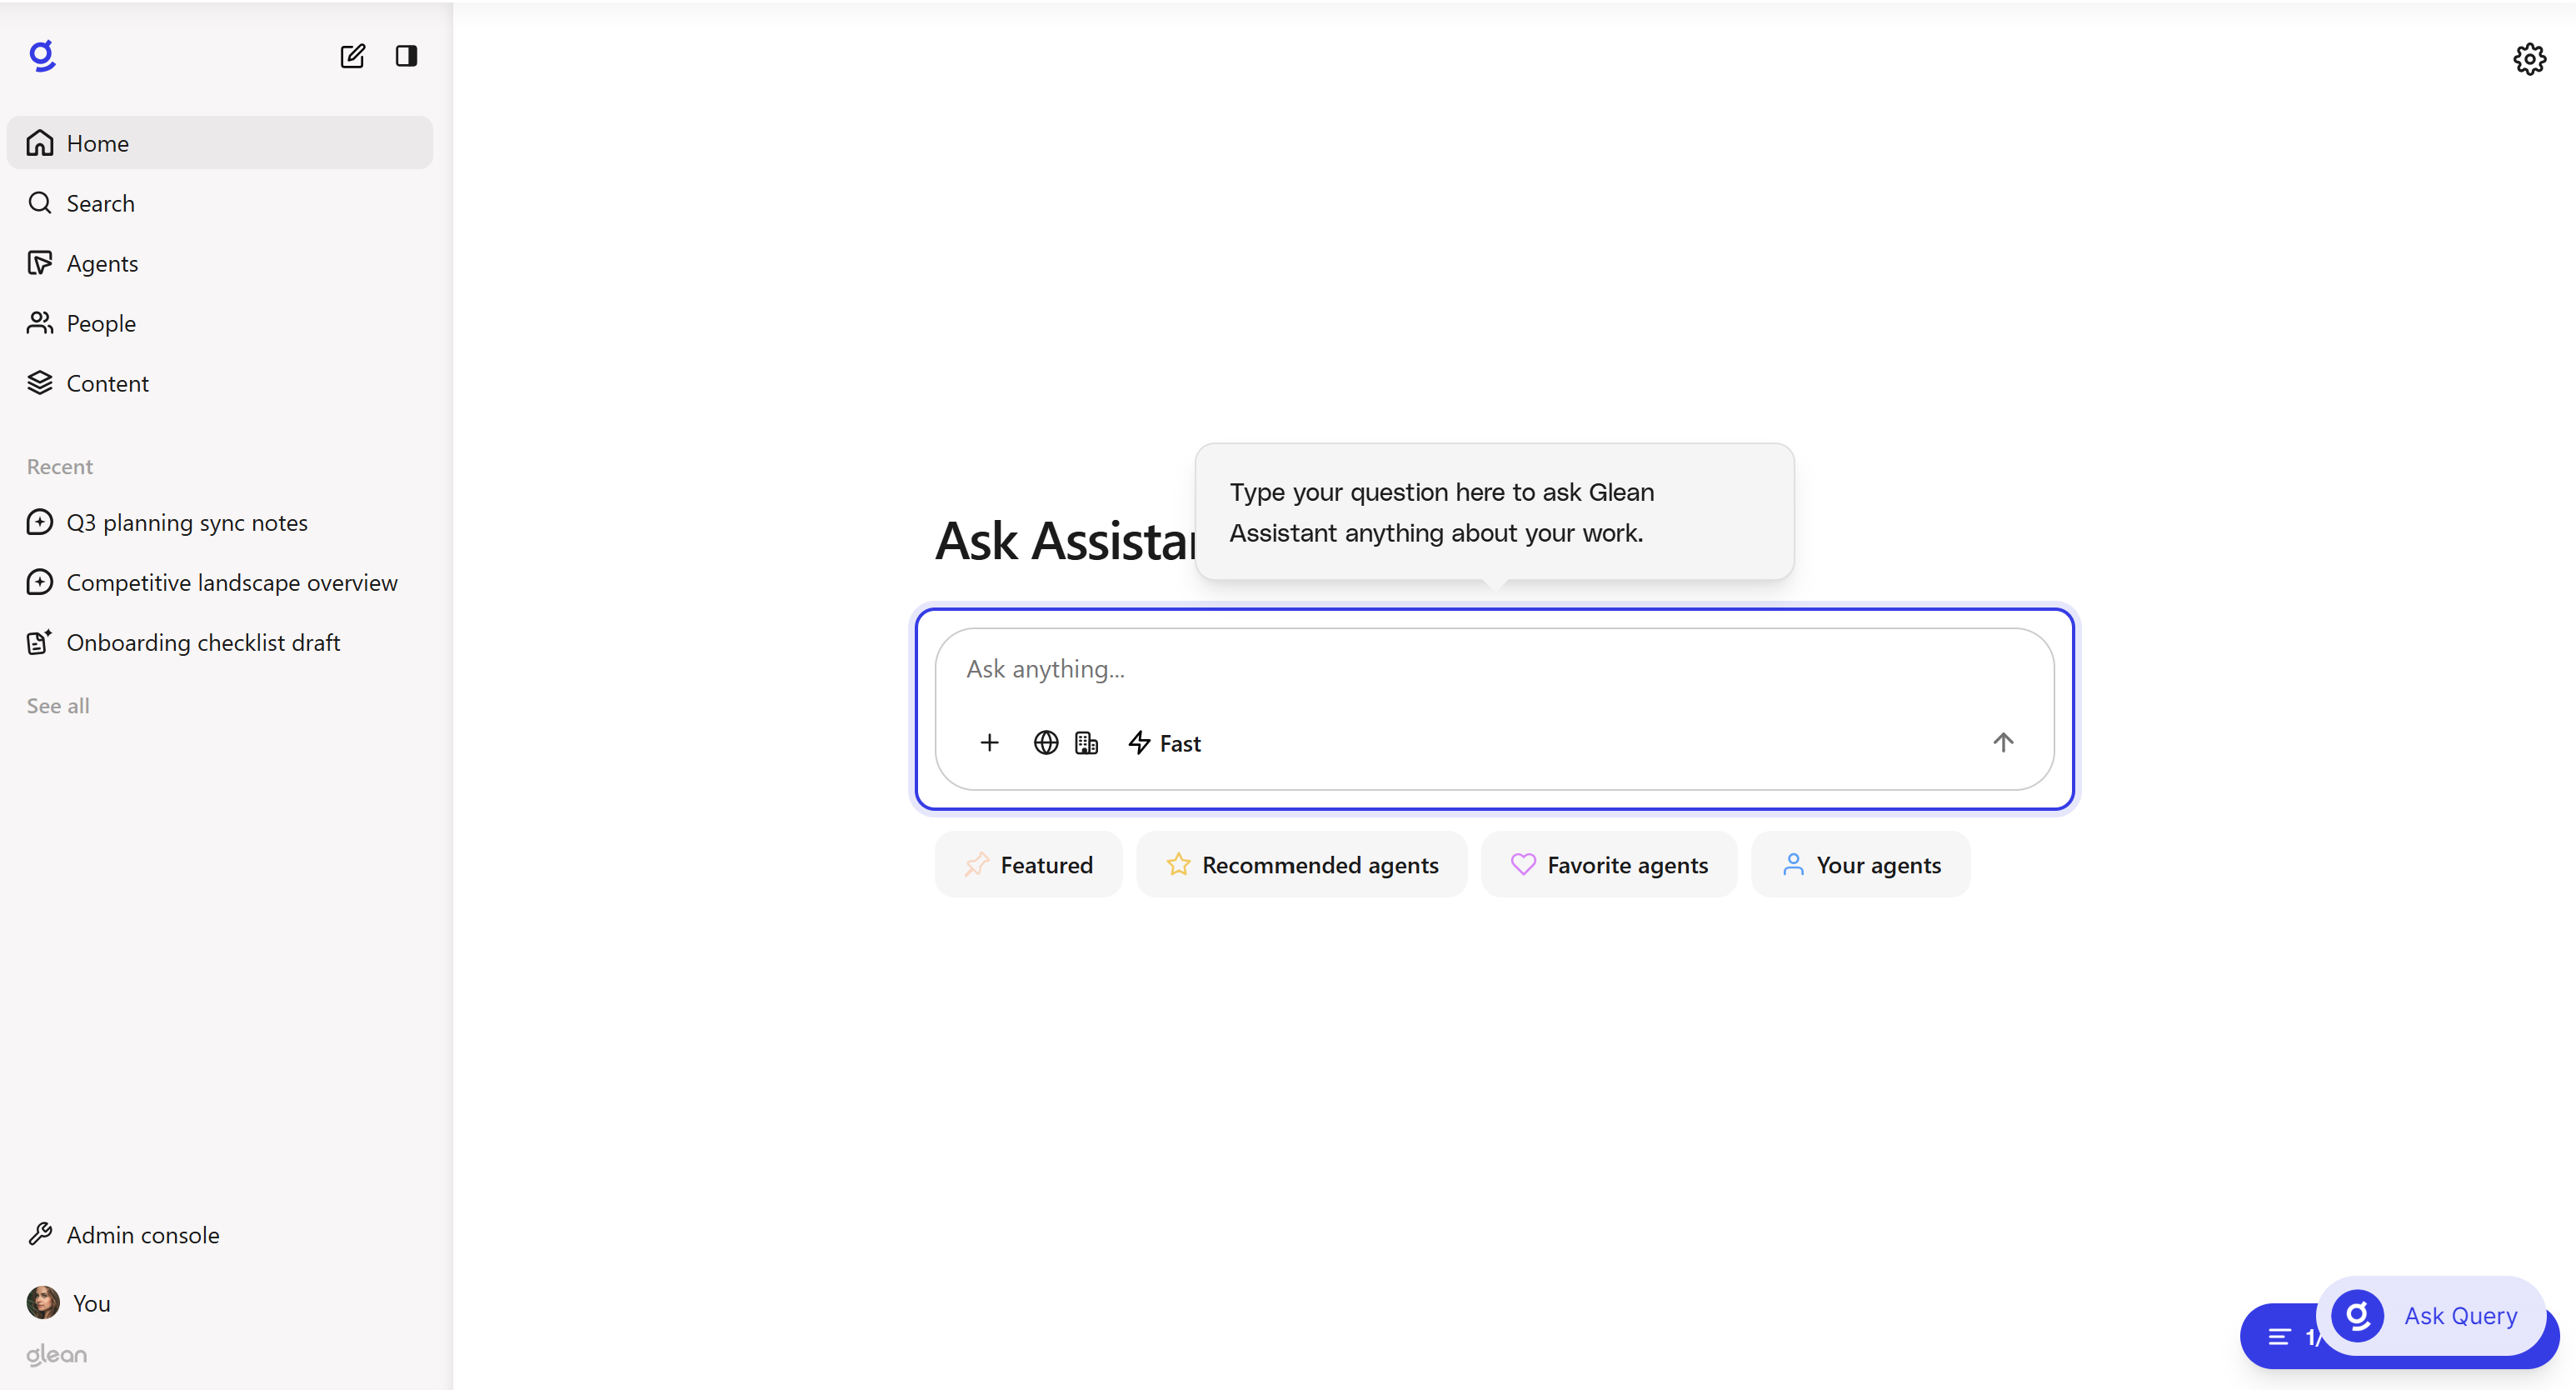 Home
Search
Agents
People
Content
Recent
Q3 planning sync notes
Competitive landscape overview
Onboarding checklist draft
See all
Admin console
You
glean
Type your question here to ask Glean
Assistant anything about your work.
Ask
Ask anything...
Fast
Featured
Recommended agents
Favorite agents
Your agents
1/
Ask Query